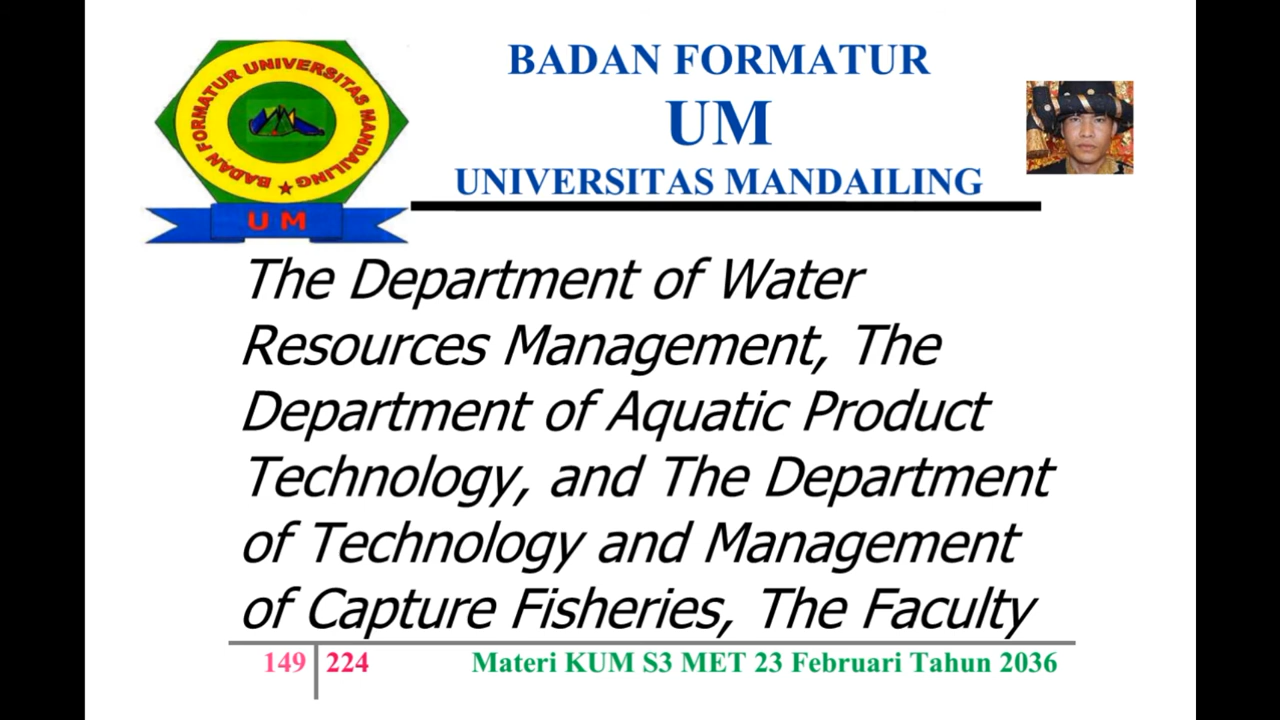 BADAN FORMATUR UNIVERSITAS MANDAILING
UM
BADAN FORMATUR
UM
UNIVERSITAS MANDAILING
The Department of Water
Resources Management, The
Department of Aquatic Product
Technology, and The Department
of Technology and Management
of Capture Fisheries, The Faculty
149 224 Materi KUM S3 MET 23 Februari Tahun 2036